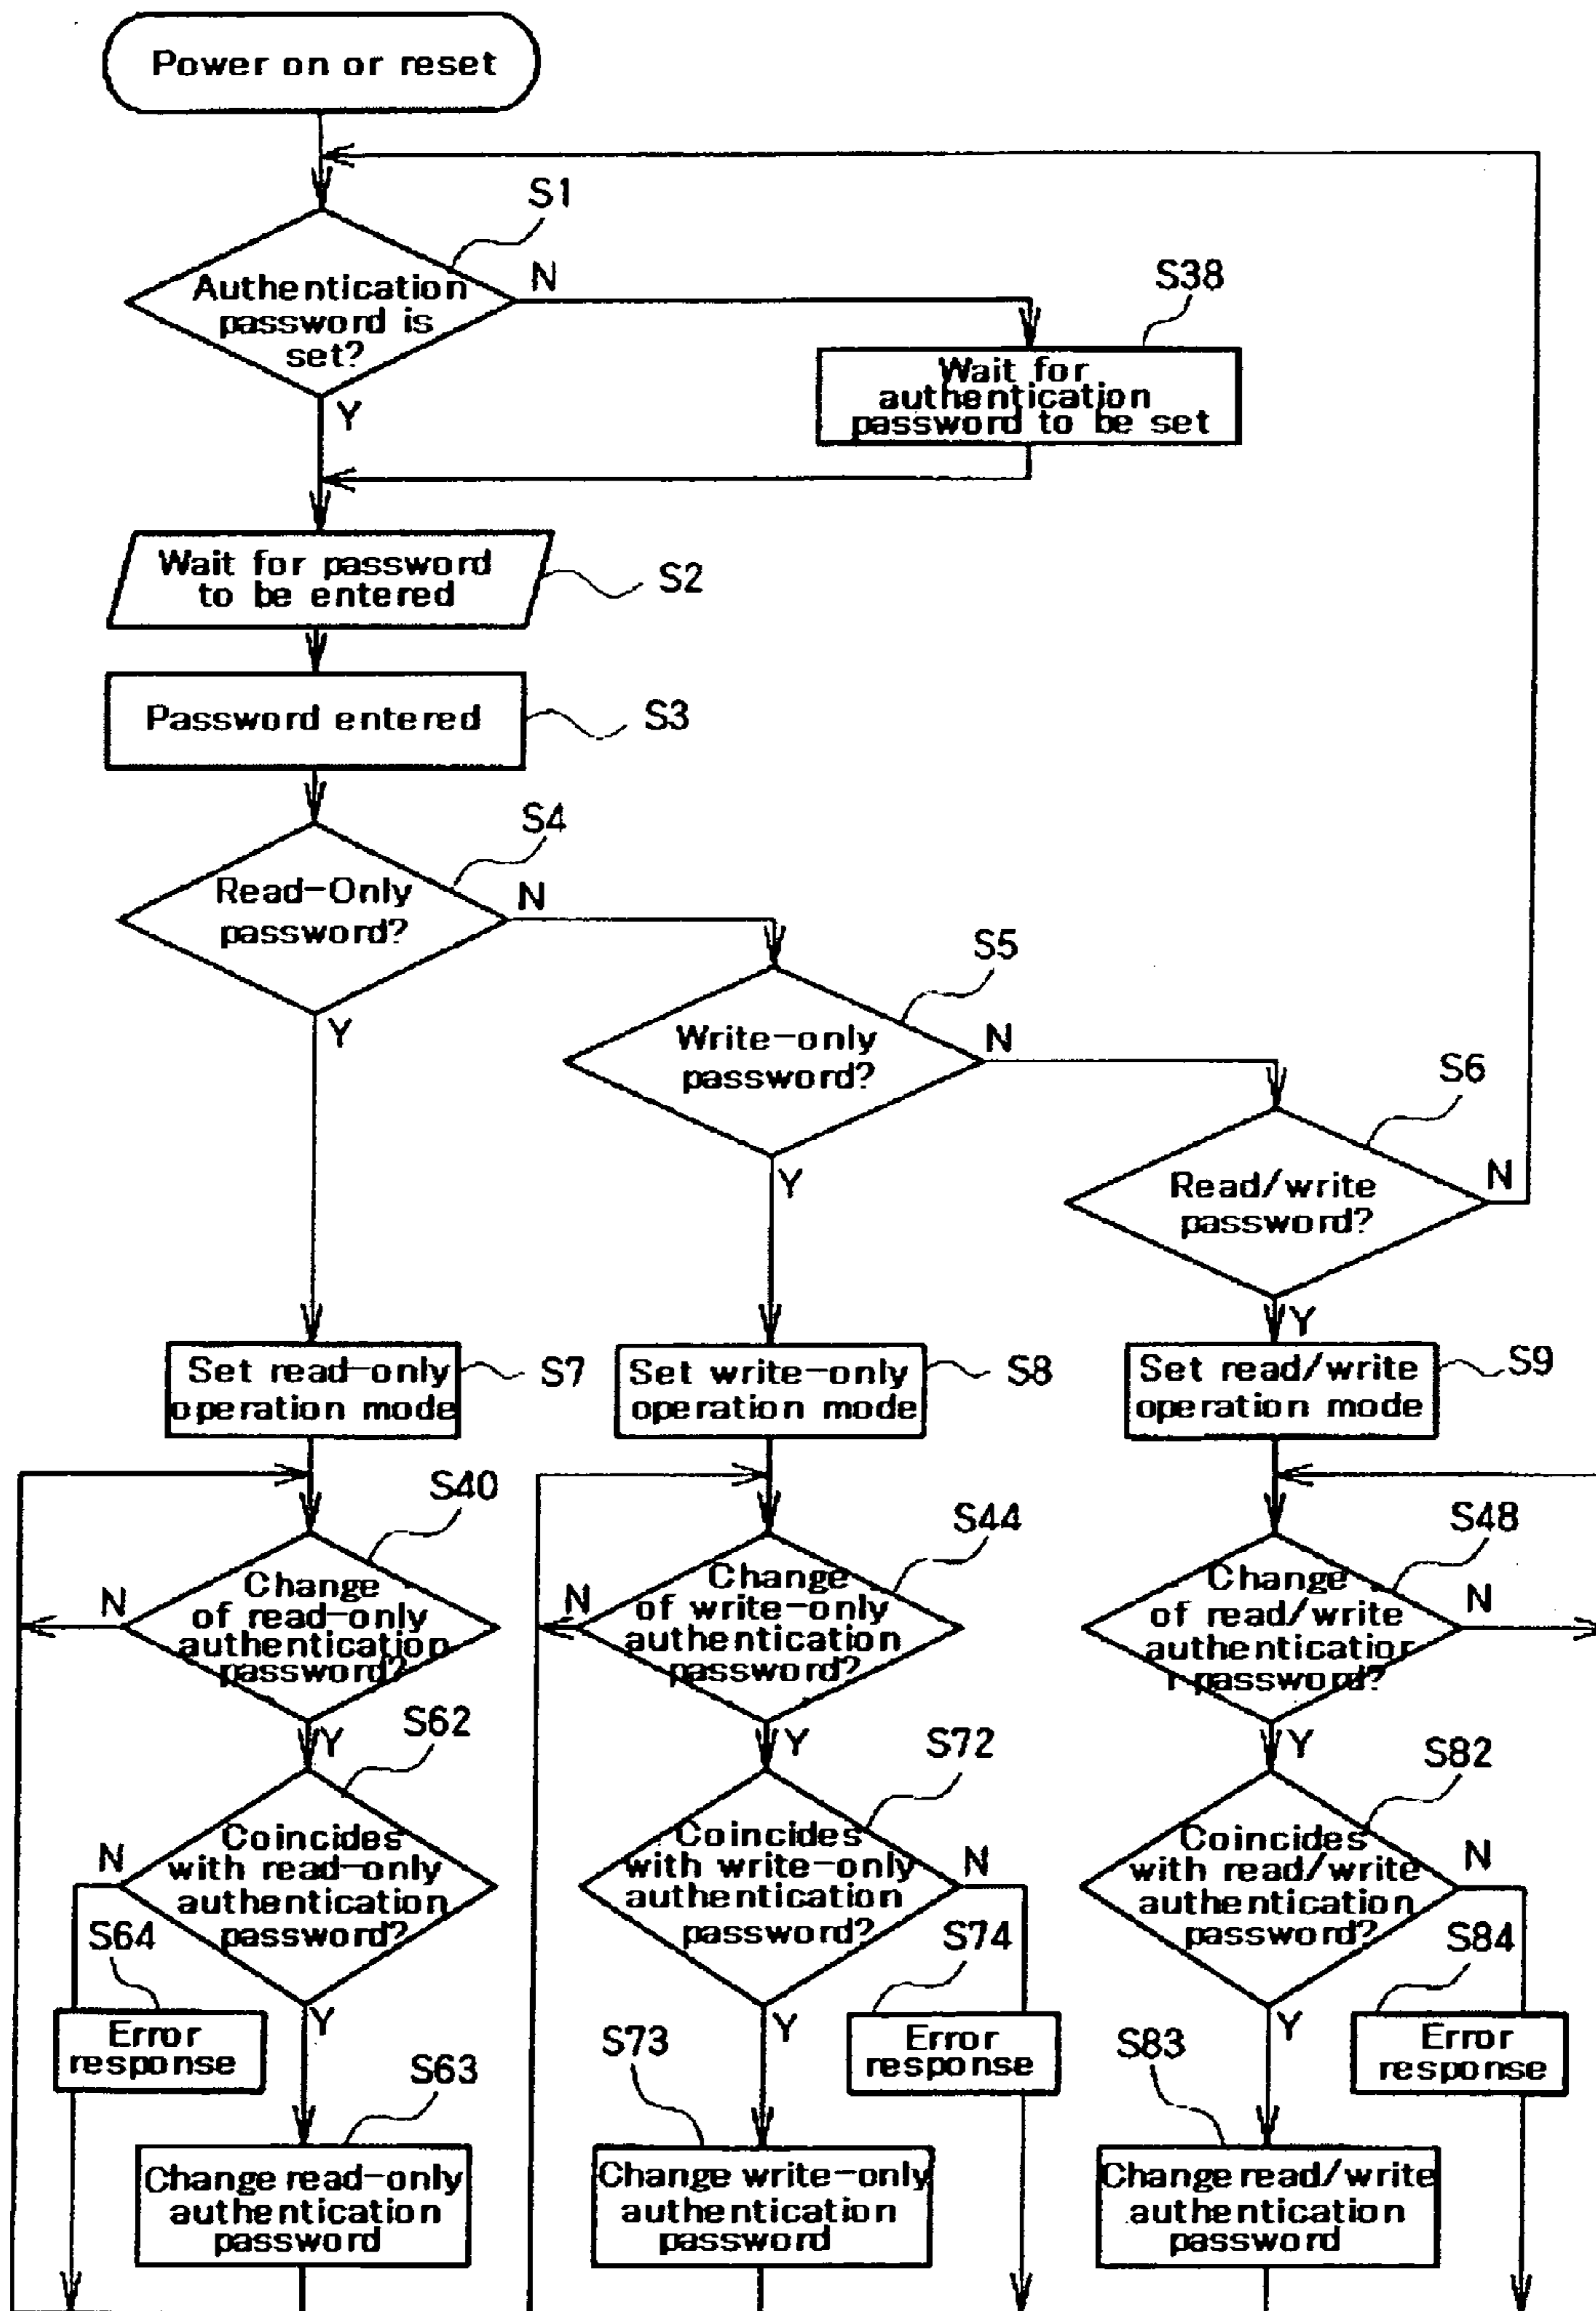 Power on or reset
S1
Authentication
password is
set?
N
Y
S38
Wait for
authentication
password to be set
Wait for password
to be entered
S2
Password entered
S3
S4
Read-Only
password?
N
Y
S5
Write-only
password?
N
Y
S6
Read/write
password?
N
Y
Set read-only
operation mode
S7
Set write-only
operation mode
S8
Set read/write
operation mode
S9
S40
Change
of read-only
authentication
password?
N
Y
S44
Change
of write-only
authentication
password?
N
Y
S48
Change
of read/write
authenticatior
r password?
N
Y
S62
Coincides
with read-only
authentication
password?
N
Y
S72
Coincides
with write-only
authentication
password?
N
Y
S82
Coincides
with read/write
authentication
password?
N
Y
S64
Error
response
S63
Change read-only
authentication
password
S74
Error
response
S73
Change write-only
authentication
password
S84
Error
response
S83
Change read/write
authentication
password